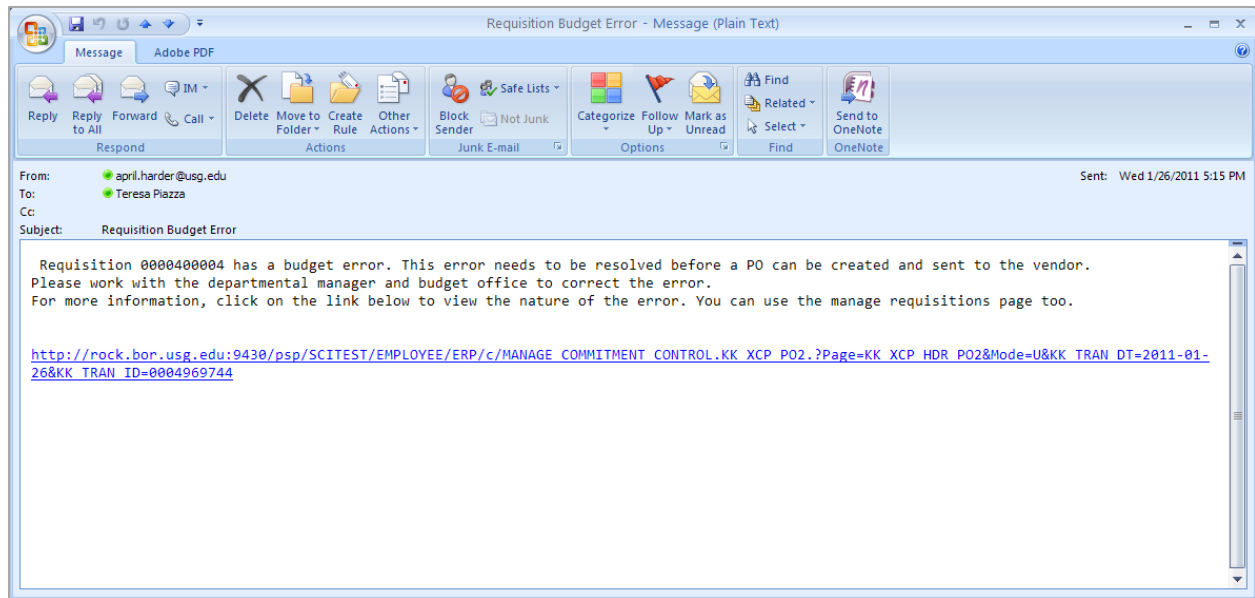 Requisition Budget Error - Message (Plain Text)
Message Adobe PDF
Reply
Reply to All
Forward
IM
Call
Respond
Delete
Move to Folder
Create Rule
Other Actions
Actions
Block Sender
Safe Lists
Not Junk
Junk E-mail
Categorize
Follow Up
Mark as Unread
Options
Find
Related
Select
Find
Send to OneNote
OneNote
From: april.harder@usg.edu Sent: Wed 1/26/2011 5:15 PM
To: Teresa Piazza
Cc:
Subject: Requisition Budget Error
Requisition 0000400004 has a budget error. This error needs to be resolved before a PO can be created and sent to the vendor.
Please work with the departmental manager and budget office to correct the error.
For more information, click on the link below to view the nature of the error. You can use the manage requisitions page too.
http://rock.bor.usg.edu:9430/psp/SCITEST/EMPLOYEE/ERP/c/MANAGE_COMMITMENT_CONTROL.KK_XCP_PO2.?Page=KK_XCP_HDR_PO2&Mode=U&KK_TRAN_DT=2011-01-
26&KK_TRAN_ID=0004969744